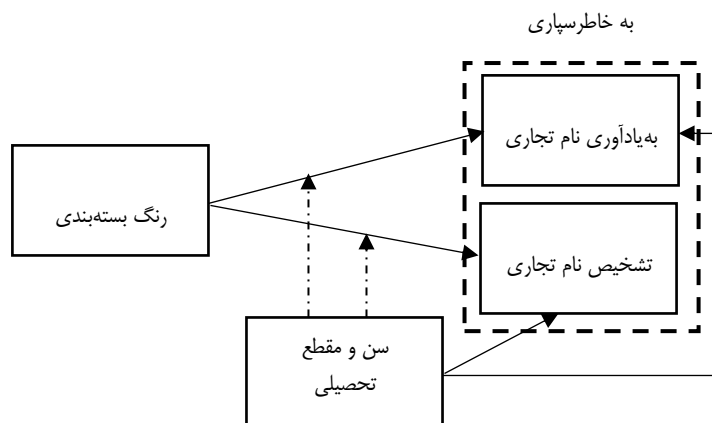 به خاطرسپاری
به‌یادآوری نام تجاری
رنگ بسته‌بندی
تشخیص نام تجاری
سن و مقطع
تحصیلی